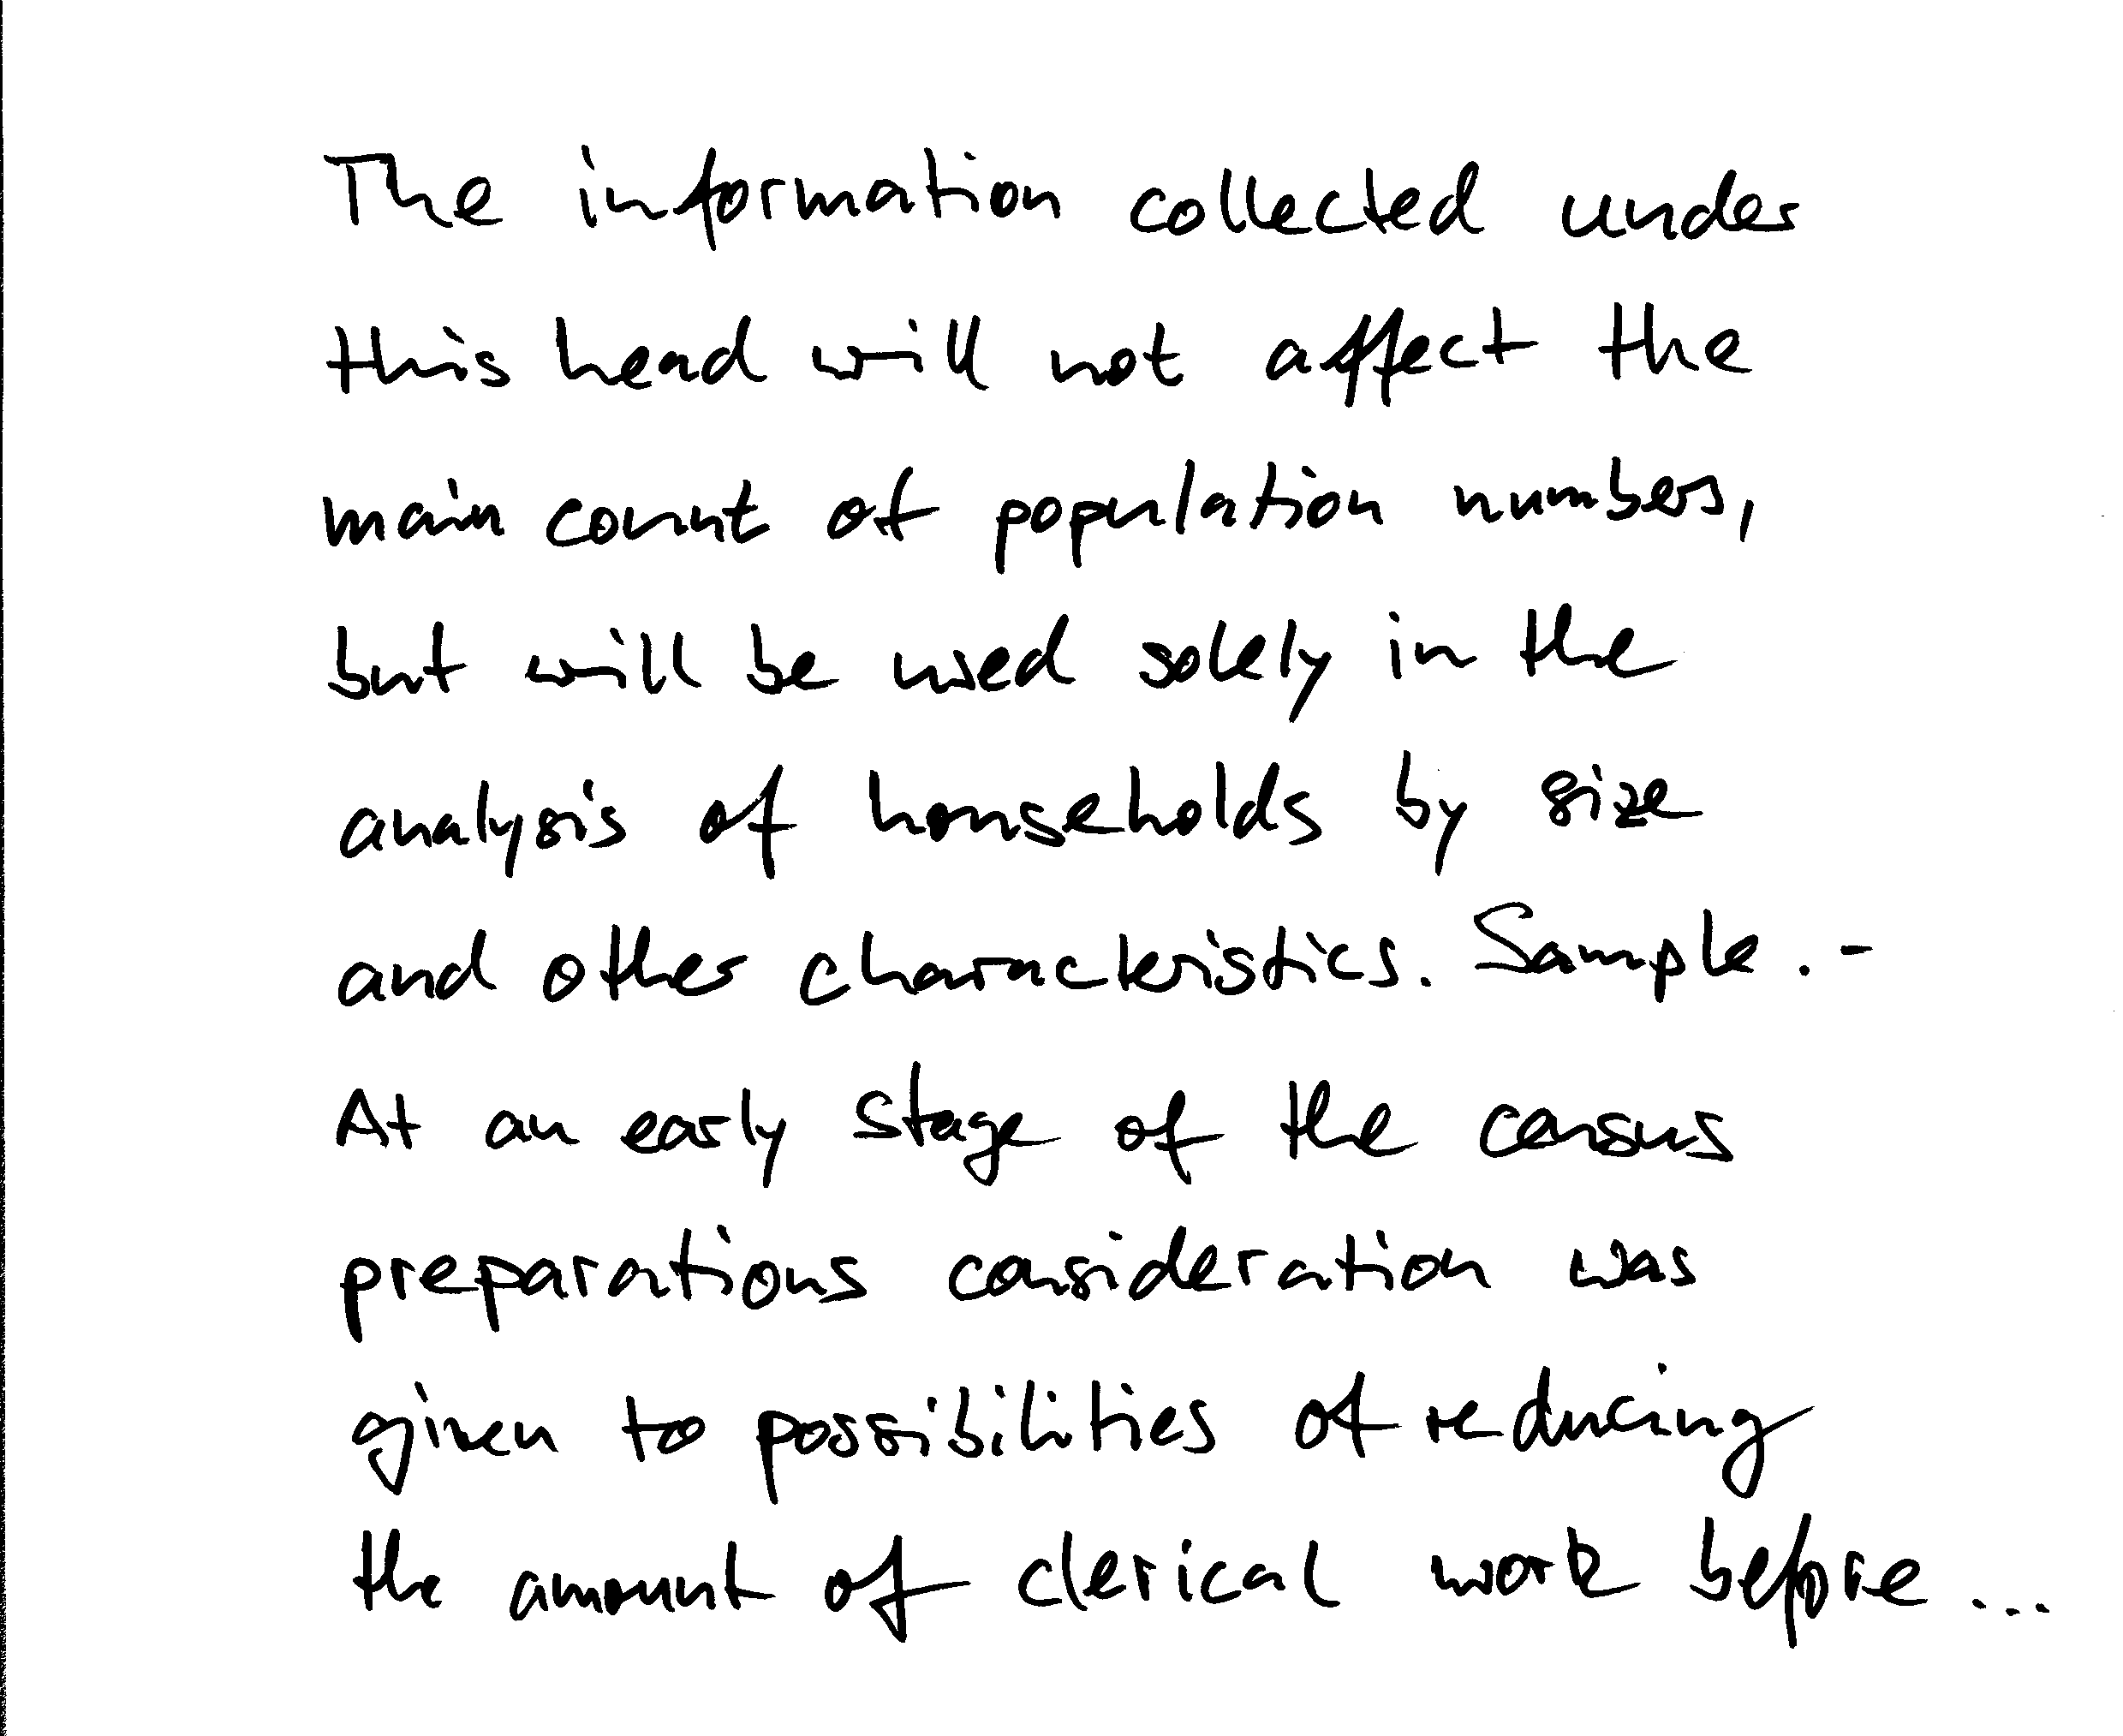 The information collected under
this head will not affect the
main count of population numbers,
but will be used solely in the
analysis of households by size
and other characteristics. Sample. -
At an early stage of the census
preparations consideration was
given to possibilities of reducing
the amount of clerical work before...